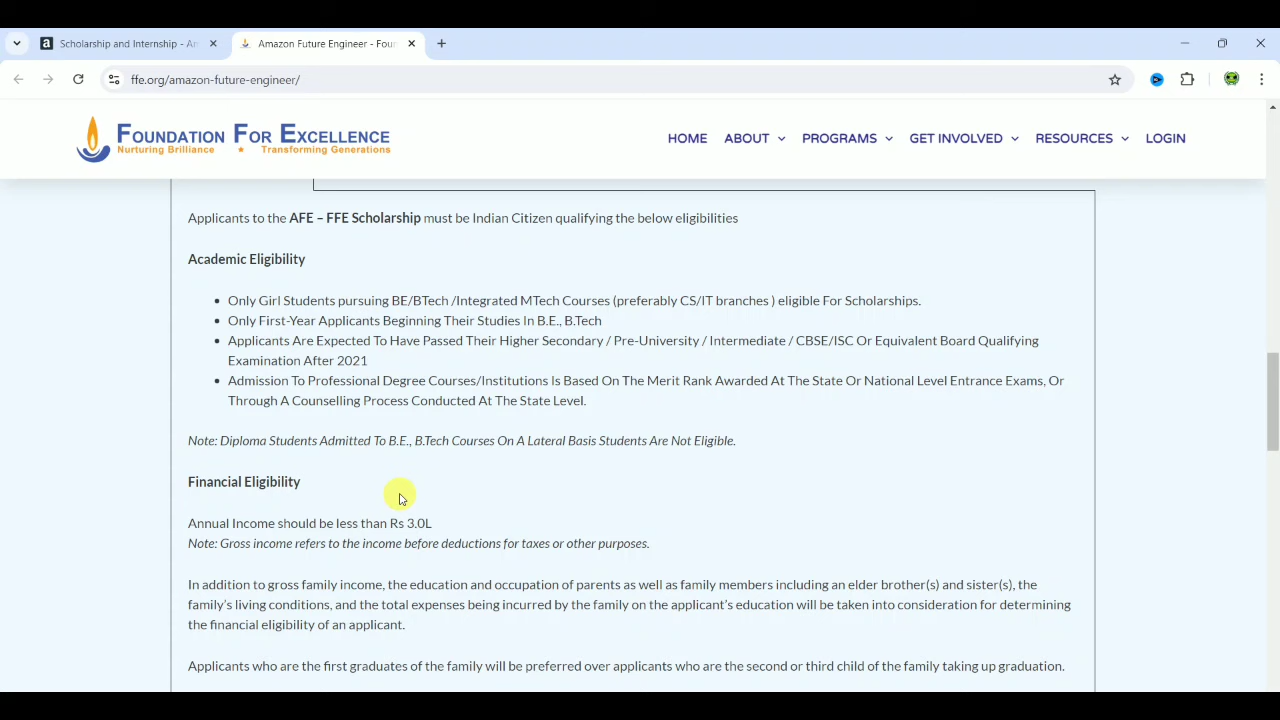 Scholarship and Internship - Am
Amazon Future Engineer - Foun
ffe.org/amazon-future-engineer/
FOUNDATION FOR EXCELLENCE
Nurturing Brilliance • Transforming Generations
HOME ABOUT PROGRAMS GET INVOLVED RESOURCES LOGIN
Applicants to the AFE – FFE Scholarship must be Indian Citizen qualifying the below eligibilities
Academic Eligibility
• Only Girl Students pursuing BE/BTech /Integrated MTech Courses (preferably CS/IT branches ) eligible For Scholarships.
• Only First-Year Applicants Beginning Their Studies In B.E., B.Tech
• Applicants Are Expected To Have Passed Their Higher Secondary / Pre-University / Intermediate / CBSE/ISC Or Equivalent Board Qualifying
Examination After 2021
• Admission To Professional Degree Courses/Institutions Is Based On The Merit Rank Awarded At The State Or National Level Entrance Exams, Or
Through A Counselling Process Conducted At The State Level.
Note: Diploma Students Admitted To B.E., B.Tech Courses On A Lateral Basis Students Are Not Eligible.
Financial Eligibility
Annual Income should be less than Rs 3.0L
Note: Gross income refers to the income before deductions for taxes or other purposes.
In addition to gross family income, the education and occupation of parents as well as family members including an elder brother(s) and sister(s), the
family's living conditions, and the total expenses being incurred by the family on the applicant's education will be taken into consideration for determining
the financial eligibility of an applicant.
Applicants who are the first graduates of the family will be preferred over applicants who are the second or third child of the family taking up graduation.